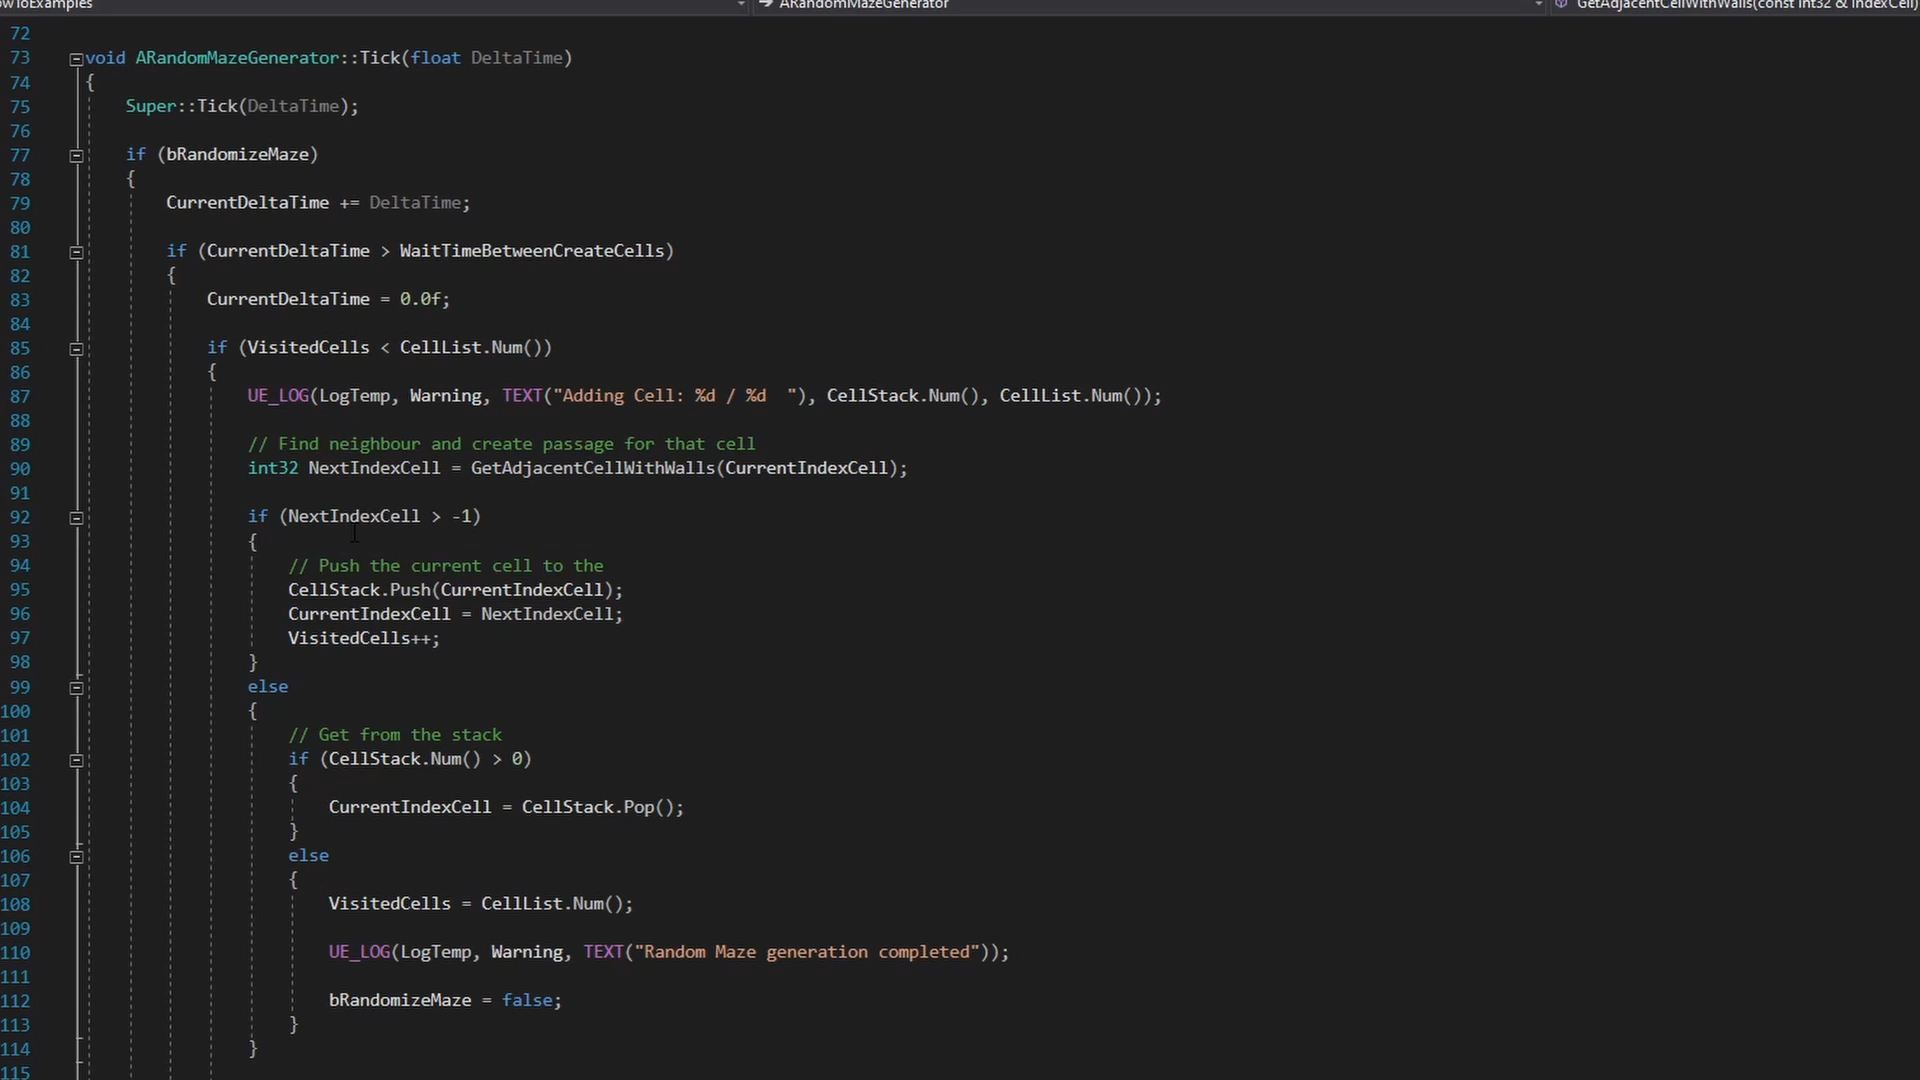 owToExamples ARandomMazeGenerator GetAdjacentCellWithWalls(const int32 & IndexCell)
72
73 void ARandomMazeGenerator::Tick(float DeltaTime)
74 {
75 Super::Tick(DeltaTime);
76
77 if (bRandomizeMaze)
78 {
79 CurrentDeltaTime += DeltaTime;
80
81 if (CurrentDeltaTime > WaitTimeBetweenCreateCells)
82 {
83 CurrentDeltaTime = 0.0f;
84
85 if (VisitedCells < CellList.Num())
86 {
87 UE_LOG(LogTemp, Warning, TEXT("Adding Cell: %d / %d  "), CellStack.Num(), CellList.Num());
88
89 // Find neighbour and create passage for that cell
90 int32 NextIndexCell = GetAdjacentCellWithWalls(CurrentIndexCell);
91
92 if (NextIndexCell > -1)
93 {
94 // Push the current cell to the
95 CellStack.Push(CurrentIndexCell);
96 CurrentIndexCell = NextIndexCell;
97 VisitedCells++;
98 }
99 else
100 {
101 // Get from the stack
102 if (CellStack.Num() > 0)
103 {
104 CurrentIndexCell = CellStack.Pop();
105 }
106 else
107 {
108 VisitedCells = CellList.Num();
109
110 UE_LOG(LogTemp, Warning, TEXT("Random Maze generation completed"));
111
112 bRandomizeMaze = false;
113 }
114 }
115